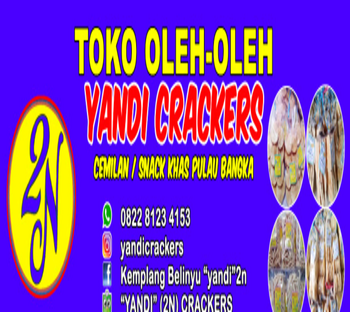 TOKO OLEH-OLEH
YANDI CRACKERS
CEMILAN / SNACK KHAS PULAU BANGKA
2N
0822 8123 4153
yandicrackers
Kemplang Belinyu "yandi"2n
"YANDI" (2N) CRACKERS